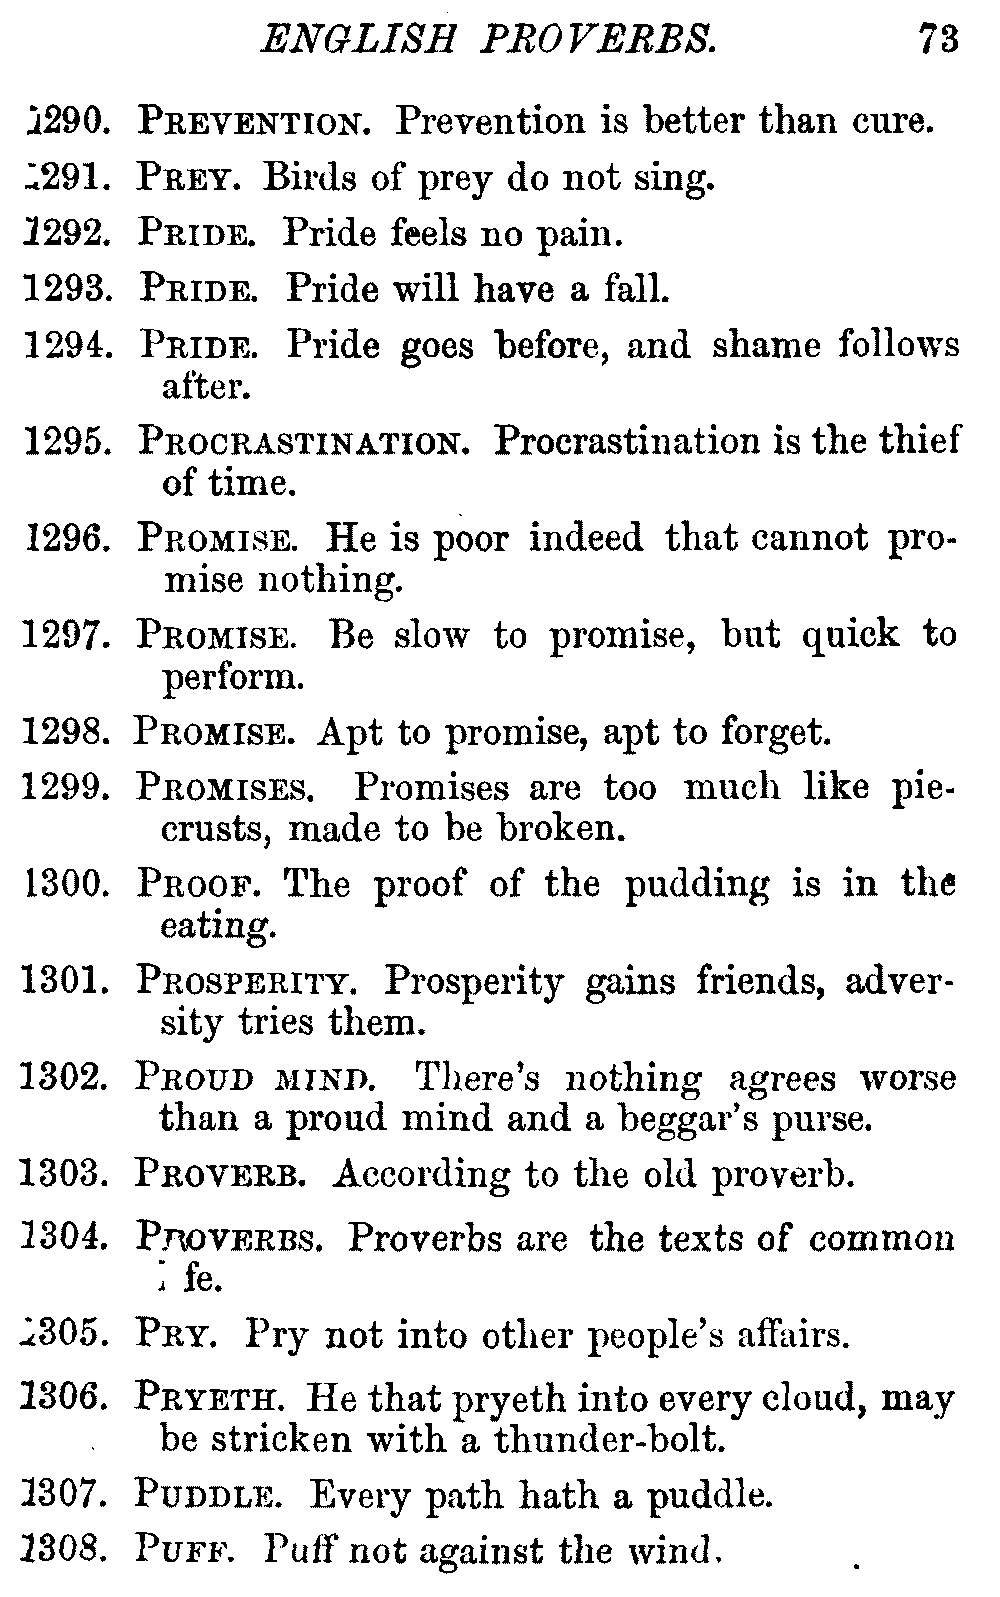 ENGLISH PROVERBS. 73
1290. PREVENTION. Prevention is better than cure.
1291. PREY. Birds of prey do not sing.
1292. PRIDE. Pride feels no pain.
1293. PRIDE. Pride will have a fall.
1294. PRIDE. Pride goes before, and shame follows
after.
1295. PROCRASTINATION. Procrastination is the thief
of time.
1296. PROMISE. He is poor indeed that cannot pro-
mise nothing.
1297. PROMISE. Be slow to promise, but quick to
perform.
1298. PROMISE. Apt to promise, apt to forget.
1299. PROMISES. Promises are too much like pie-
crusts, made to be broken.
1300. PROOF. The proof of the pudding is in the
eating.
1301. PROSPERITY. Prosperity gains friends, adver-
sity tries them.
1302. PROUD MIND. There's nothing agrees worse
than a proud mind and a beggar's purse.
1303. PROVERB. According to the old proverb.
1304. PROVERBS. Proverbs are the texts of common
fe.
1305. PRY. Pry not into other people's affairs.
1306. PRYETH. He that pryeth into every cloud, may
be stricken with a thunder-bolt.
1307. PUDDLE. Every path hath a puddle.
1308. PUFF. Puff not against the wind.